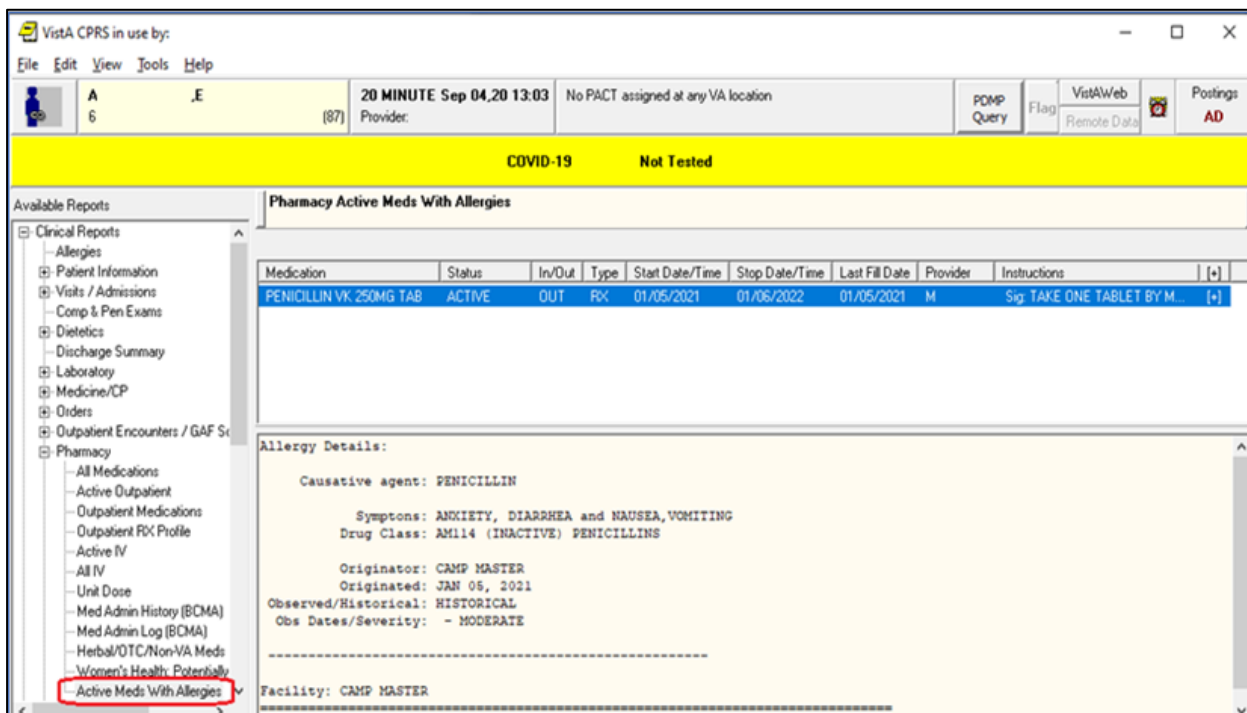 VistA CPRS in use by:
File Edit View Tools Help
A ,E
6 (87)
20 MINUTE Sep 04,20 13:03
Provider:
No PACT assigned at any VA location
PDMP
Query
Flag
VistAWeb
Remote Data
Postings
AD
COVID-19 Not Tested
Available Reports
Clinical Reports
Allergies
Patient Information
Visits / Admissions
Comp & Pen Exams
Dietetics
Discharge Summary
Laboratory
Medicine/CP
Orders
Outpatient Encounters / GAF Sc
Pharmacy
All Medications
Active Outpatient
Outpatient Medications
Outpatient RX Profile
Active IV
All IV
Unit Dose
Med Admin History (BCMA)
Med Admin Log (BCMA)
Herbal/OTC/Non-VA Meds
Women's Health: Potentially
Active Meds With Allergies
Pharmacy Active Meds With Allergies
Medication Status In/Out Type Start Date/Time Stop Date/Time Last Fill Date Provider Instructions [+]
PENICILLIN VK 250MG TAB ACTIVE OUT RX 01/05/2021 01/06/2022 01/05/2021 M Sig: TAKE ONE TABLET BY M... [+]
Allergy Details:
Causative agent: PENICILLIN
Symptons: ANXIETY, DIARRHEA and NAUSEA,VOMITING
Drug Class: AM114 (INACTIVE) PENICILLINS
Originator: CAMP MASTER
Originated: JAN 05, 2021
Observed/Historical: HISTORICAL
Obs Dates/Severity: - MODERATE
-------------------------------------------------------
Facility: CAMP MASTER
===============================================================================